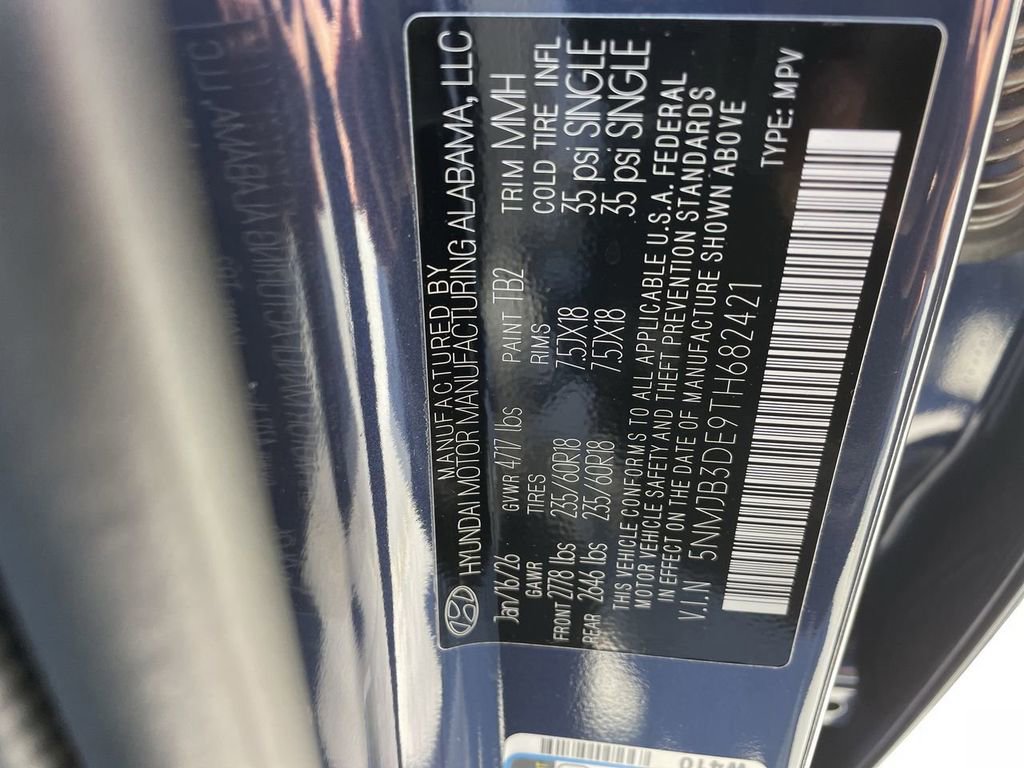 MANUFACTURED BY
HYUNDAI MOTOR MANUFACTURING ALABAMA, LLC
Jan/16/26 GVWR 4717 lbs PAINT TB2 TRIM MMH
GAWR TIRES RIMS COLD TIRE INFL
FRONT 2778 lbs 235/60R18 7.5JX18 35 psi SINGLE
REAR 2646 lbs 235/60R18 7.5JX18 35 psi SINGLE
THIS VEHICLE CONFORMS TO ALL APPLICABLE U.S.A. FEDERAL
MOTOR VEHICLE SAFETY AND THEFT PREVENTION STANDARDS
IN EFFECT ON THE DATE OF MANUFACTURE SHOWN ABOVE
V.I.N 5NMJB3DE9TH682421 TYPE: MPV
W410